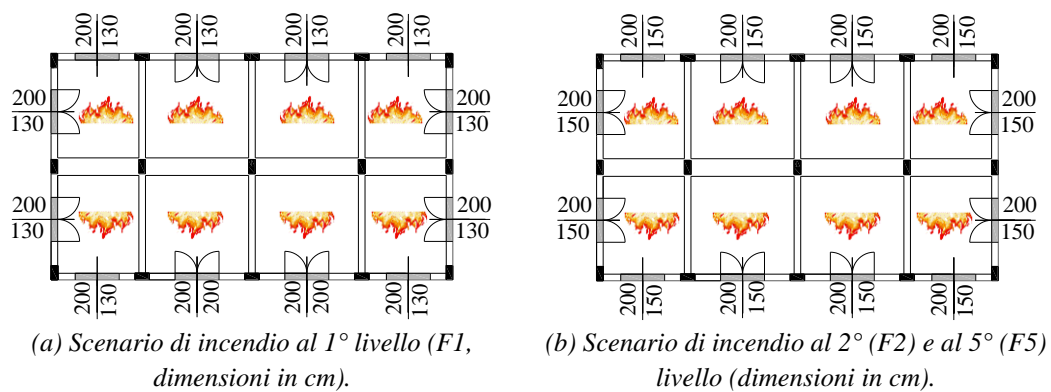 200 130 200 130 200 130 200 130
200 150 200 150 200 150 200 150
200
130
200
130
200
150
200
150
200
130
200
130
200
150
200
150
200 130 200 200 200 200 200 130
200 150 200 150 200 150 200 150
(a) Scenario di incendio al 1° livello (F1,
dimensioni in cm).
(b) Scenario di incendio al 2° (F2) e al 5° (F5)
livello (dimensioni in cm).